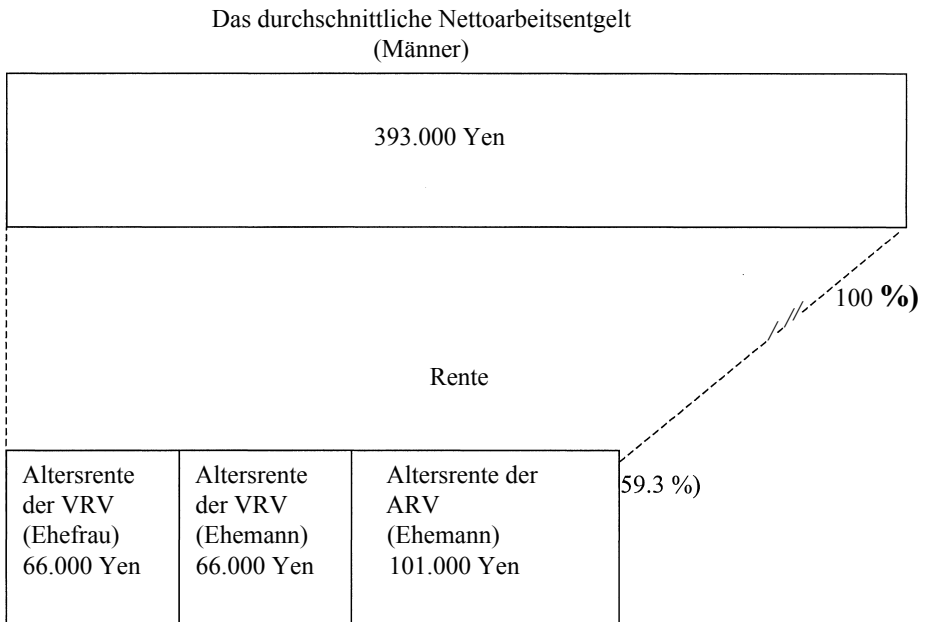 Das durchschnittliche Nettoarbeitsentgelt
(Männer)
393.000 Yen
100 %)
Rente
Altersrente
der VRV
(Ehefrau)
66.000 Yen
Altersrente
der VRV
(Ehemann)
66.000 Yen
Altersrente der
ARV
(Ehemann)
101.000 Yen
59.3 %)